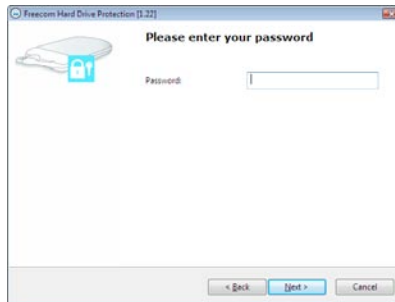 Freecom Hard Drive Protection [1.22]
Please enter your password
Password:
< Back Next > Cancel